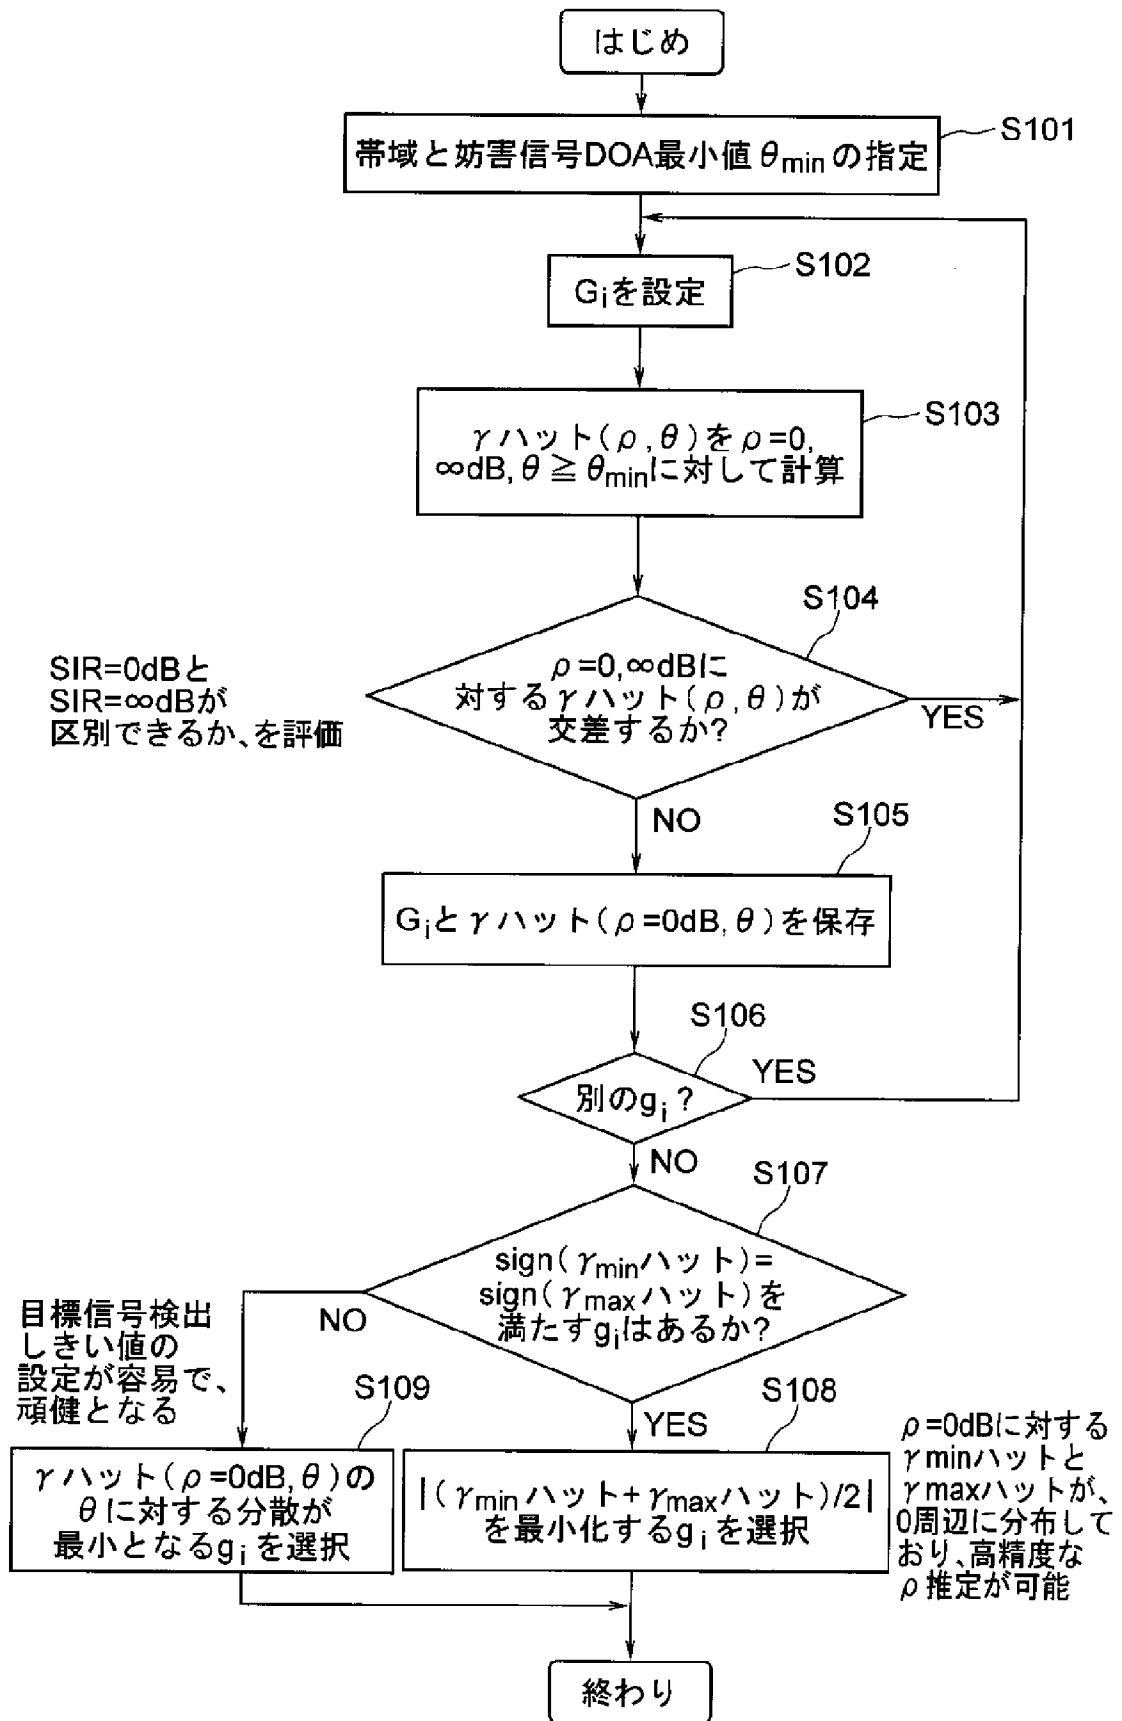 はじめ
S101
帯域と妨害信号DOA最小値θminの指定
S102
Giを設定
S103
γハット(ρ,θ)をρ=0,
∞dB,θ≧θminに対して計算
S104
SIR=0dBと
SIR=∞dBが
区別できるか、を評価
ρ=0,∞dBに
対するγハット(ρ,θ)が
交差するか?
YES
NO
S105
Giとγハット(ρ=0dB,θ)を保存
S106
別のgi?
YES
NO
S107
sign(γminハット)=
sign(γmaxハット)を
満たすgiはあるか?
NO
YES
目標信号検出
しきい値の
設定が容易で、
頑健となる
S109
γハット(ρ=0dB,θ)の
θに対する分散が
最小となるgiを選択
S108
|(γminハット+γmaxハット)/2|
を最小化するgiを選択
ρ=0dBに対する
γminハットと
γmaxハットが、
0周辺に分布して
おり、高精度な
ρ推定が可能
終わり